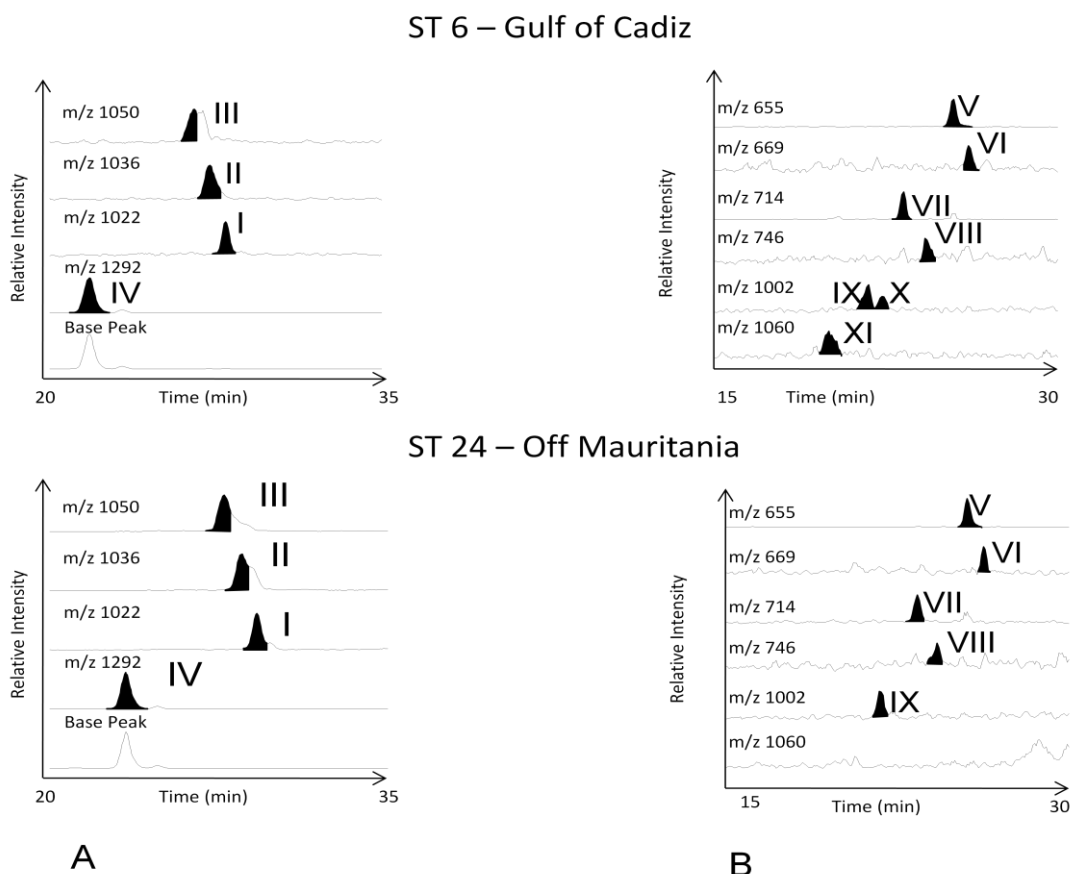 ST 6 – Gulf of Cadiz
Relative Intensity
m/z 1050
III
m/z 1036
II
m/z 1022
I
m/z 1292
IV
Base Peak
20
Time (min)
35
Relative Intensity
m/z 655
V
m/z 669
VI
m/z 714
VII
m/z 746
VIII
m/z 1002
IX
X
m/z 1060
XI
15
Time (min)
30
ST 24 – Off Mauritania
Relative Intensity
m/z 1050
III
m/z 1036
II
m/z 1022
I
m/z 1292
IV
Base Peak
20
Time (min)
35
A
Relative Intensity
m/z 655
V
m/z 669
VI
m/z 714
VII
m/z 746
VIII
m/z 1002
IX
m/z 1060
15
Time (min)
30
B